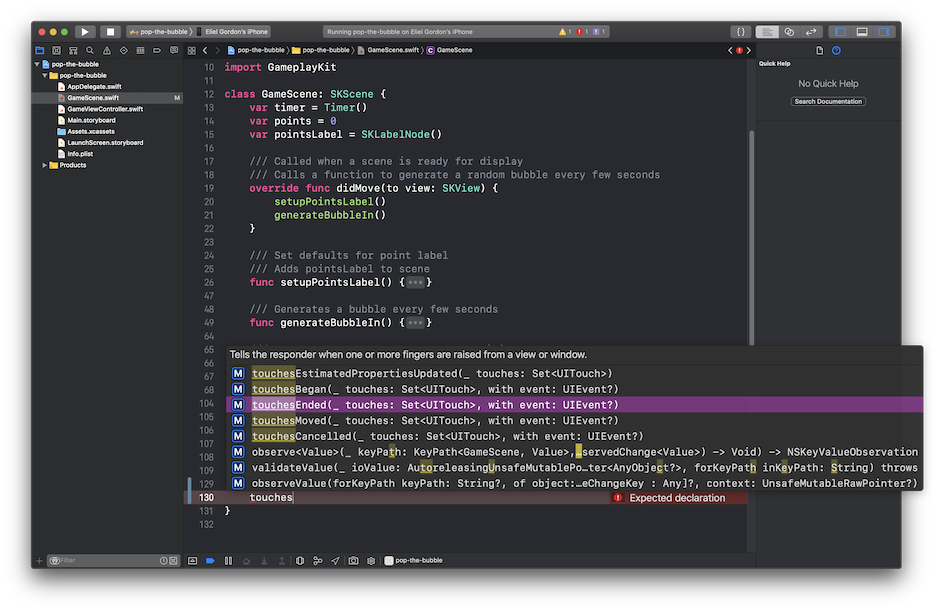 pop-the-bubble
Eliel Gordon's iPhone
Running pop-the-bubble on Eliel Gordon's iPhone
1
1
1
{}
pop-the-bubble
pop-the-bubble
GameScene.swift
C
GameScene
pop-the-bubble
pop-the-bubble
AppDelegate.swift
GameScene.swift
M
GameViewController.swift
Main.storyboard
Assets.xcassets
LaunchScreen.storyboard
Info.plist
Products
Quick Help
No Quick Help
Search Documentation
10 import GameplayKit
11
12 class GameScene: SKScene {
13 var timer = Timer()
14 var points = 0
15 var pointsLabel = SKLabelNode()
16
17 /// Called when a scene is ready for display
18 /// Calls a function to generate a random bubble every few seconds
19 override func didMove(to view: SKView) {
20 setupPointsLabel()
21 generateBubbleIn()
22 }
23
24 /// Set defaults for point label
25 /// Adds pointsLabel to scene
26 func setupPointsLabel() {•••}
47
48 /// Generates a bubble every few seconds
49 func generateBubbleIn() {•••}
64
65
66
67
68
104
105
106
107
108
109
129
Tells the responder when one or more fingers are raised from a view or window.
M touchesEstimatedPropertiesUpdated(_ touches: Set<UITouch>)
M touchesBegan(_ touches: Set<UITouch>, with event: UIEvent?)
M touchesEnded(_ touches: Set<UITouch>, with event: UIEvent?)
M touchesMoved(_ touches: Set<UITouch>, with event: UIEvent?)
M touchesCancelled(_ touches: Set<UITouch>, with event: UIEvent?)
M observe<Value>(_ keyPath: KeyPath<GameScene, Value>,…servedChange<Value>) -> Void) -> NSKeyValueObservation
M validateValue(_ ioValue: AutoreleasingUnsafeMutablePo…ter<AnyObject?>, forKeyPath inKeyPath: String) throws
M observeValue(forKeyPath keyPath: String?, of object:…eChangeKey : Any]?, context: UnsafeMutableRawPointer?)
130 touches
Expected declaration
131 }
132
Filter
pop-the-bubble